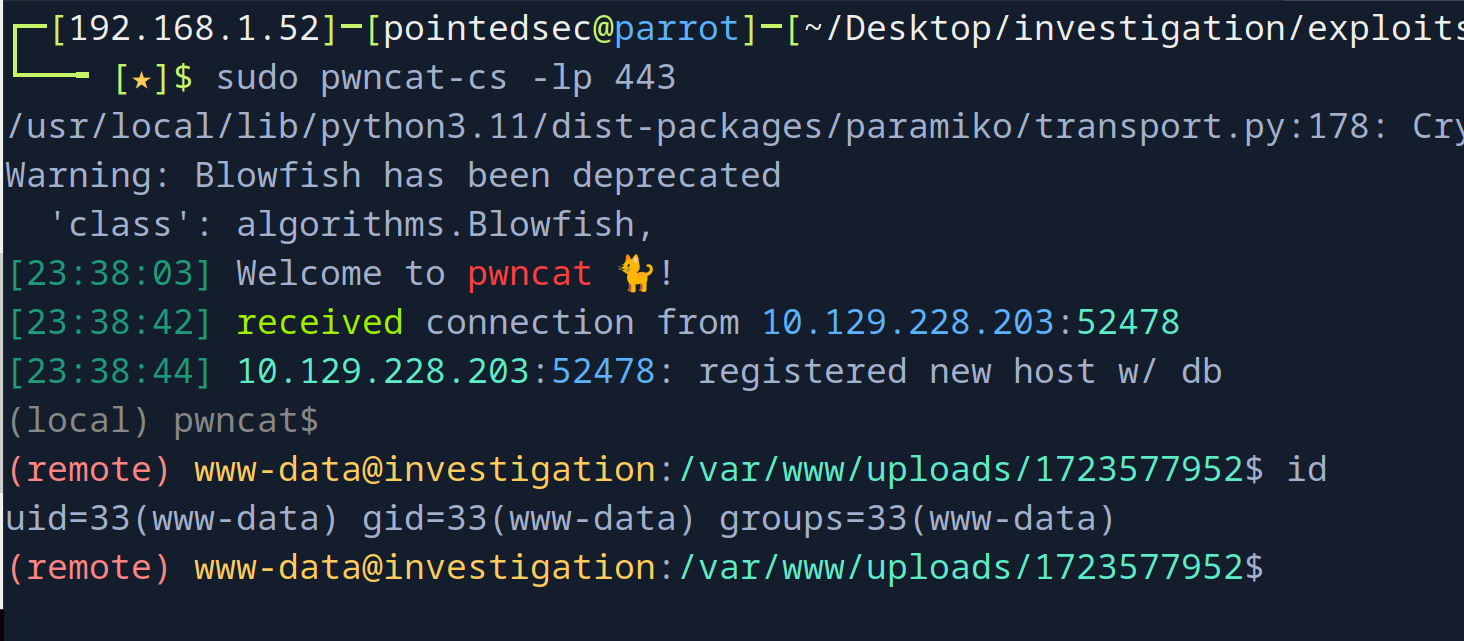 ┌─[192.168.1.52]─[pointedsec@parrot]─[~/Desktop/investigation/exploits
└──╼ [★]$ sudo pwncat-cs -lp 443
/usr/local/lib/python3.11/dist-packages/paramiko/transport.py:178: Cry
Warning: Blowfish has been deprecated
  'class': algorithms.Blowfish,
[23:38:03] Welcome to pwncat 🐈!
[23:38:42] received connection from 10.129.228.203:52478
[23:38:44] 10.129.228.203:52478: registered new host w/ db
(local) pwncat$
(remote) www-data@investigation:/var/www/uploads/1723577952$ id
uid=33(www-data) gid=33(www-data) groups=33(www-data)
(remote) www-data@investigation:/var/www/uploads/1723577952$